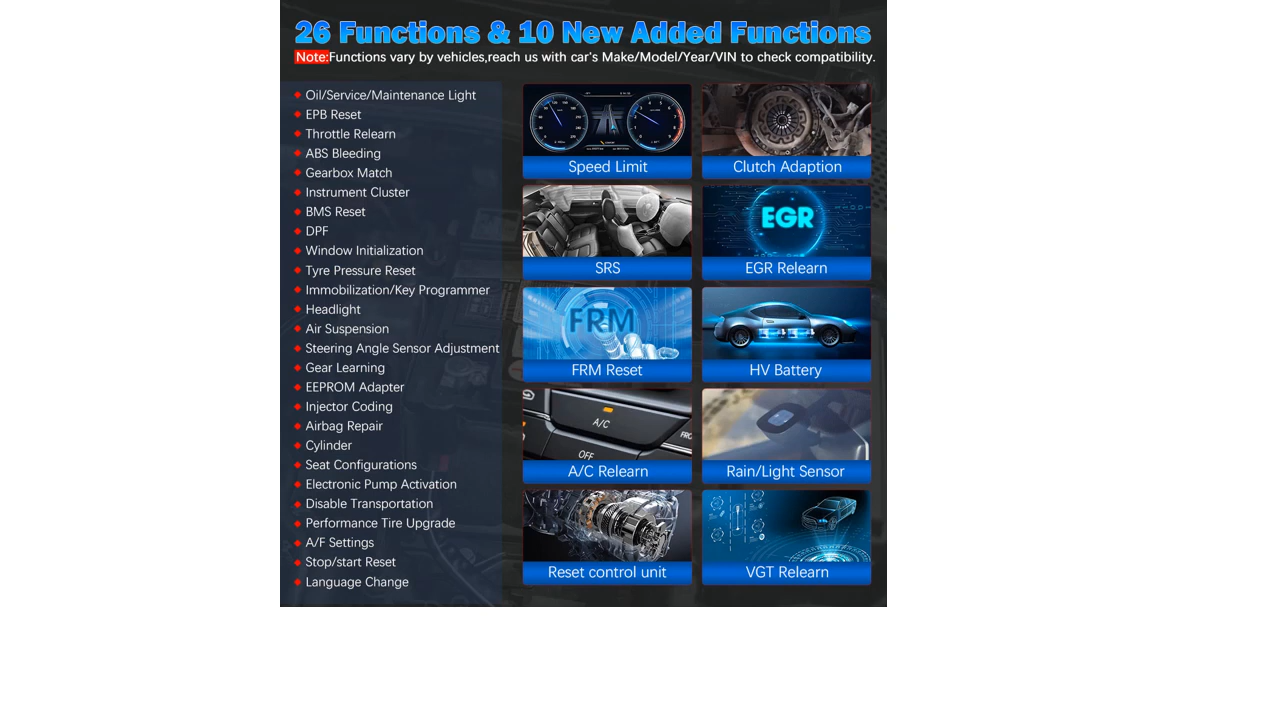 26 Functions & 10 New Added Functions
Note:Functions vary by vehicles,reach us with car's Make/Model/Year/VIN to check compatibility.
Oil/Service/Maintenance Light
EPB Reset
Throttle Relearn
ABS Bleeding
Gearbox Match
Instrument Cluster
BMS Reset
DPF
Window Initialization
Tyre Pressure Reset
Immobilization/Key Programmer
Headlight
Air Suspension
Steering Angle Sensor Adjustment
Gear Learning
EEPROM Adapter
Injector Coding
Airbag Repair
Cylinder
Seat Configurations
Electronic Pump Activation
Disable Transportation
Performance Tire Upgrade
A/F Settings
Stop/start Reset
Language Change
Speed Limit
Clutch Adaption
SRS
EGR
EGR Relearn
FRM
FRM Reset
HV Battery
A/C
OFF
A/C Relearn
Rain/Light Sensor
Reset control unit
VGT Relearn